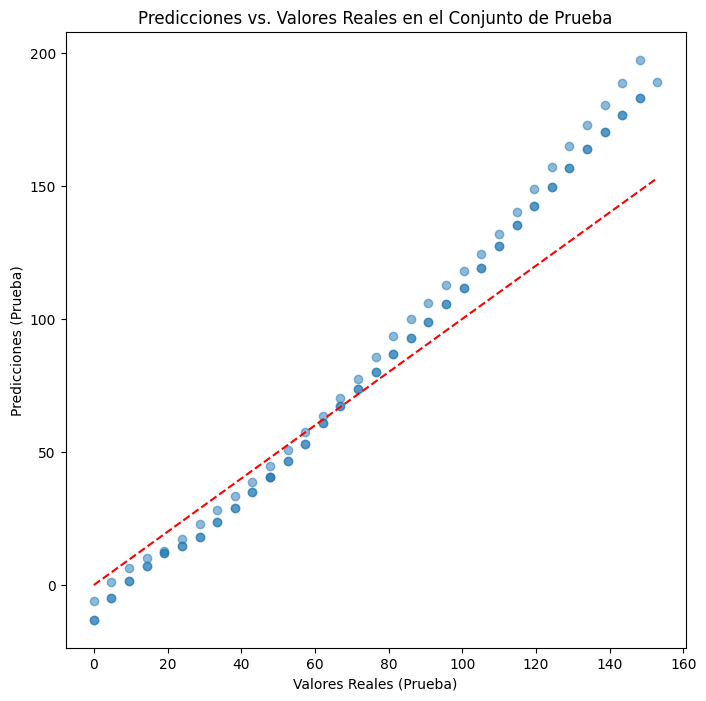 Predicciones vs. Valores Reales en el Conjunto de Prueba
200
150
100
50
0
Predicciones (Prueba)
0 20 40 60 80 100 120 140 160
Valores Reales (Prueba)